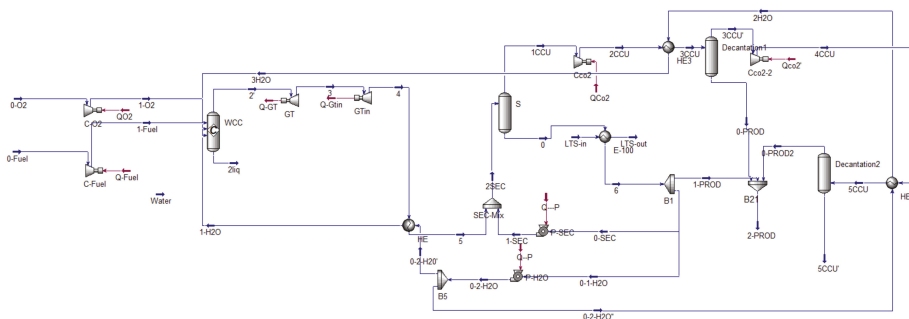 2H2O
1CCU
2CCU
3CCU
3CCU'
Decantation1
4CCU
HE3
Cco2
Cco2-2
Qco2'
QCo2
3H2O
0-O2
1-O2
QO2
C-O2
1-Fuel
0-Fuel
C-Fuel
Q-Fuel
Water
2'
WCC
2liq
Q-GT
GT
3
Q-Gtin
GTin
4
S
0
LTS-in
LTS-out
E-100
6
0-PROD
0-PROD2
Decantation2
1-PROD
B1
B21
2-PROD
5CCU
5CCU'
HE
2SEC
SEC-Mix
Q---P
1-H2O
HE
5
1-SEC
P-SEC
0-SEC
Q---P
0-2-H20'
B5
0-2-H2O
P-H2O
0-1-H2O
0-2-H2O"